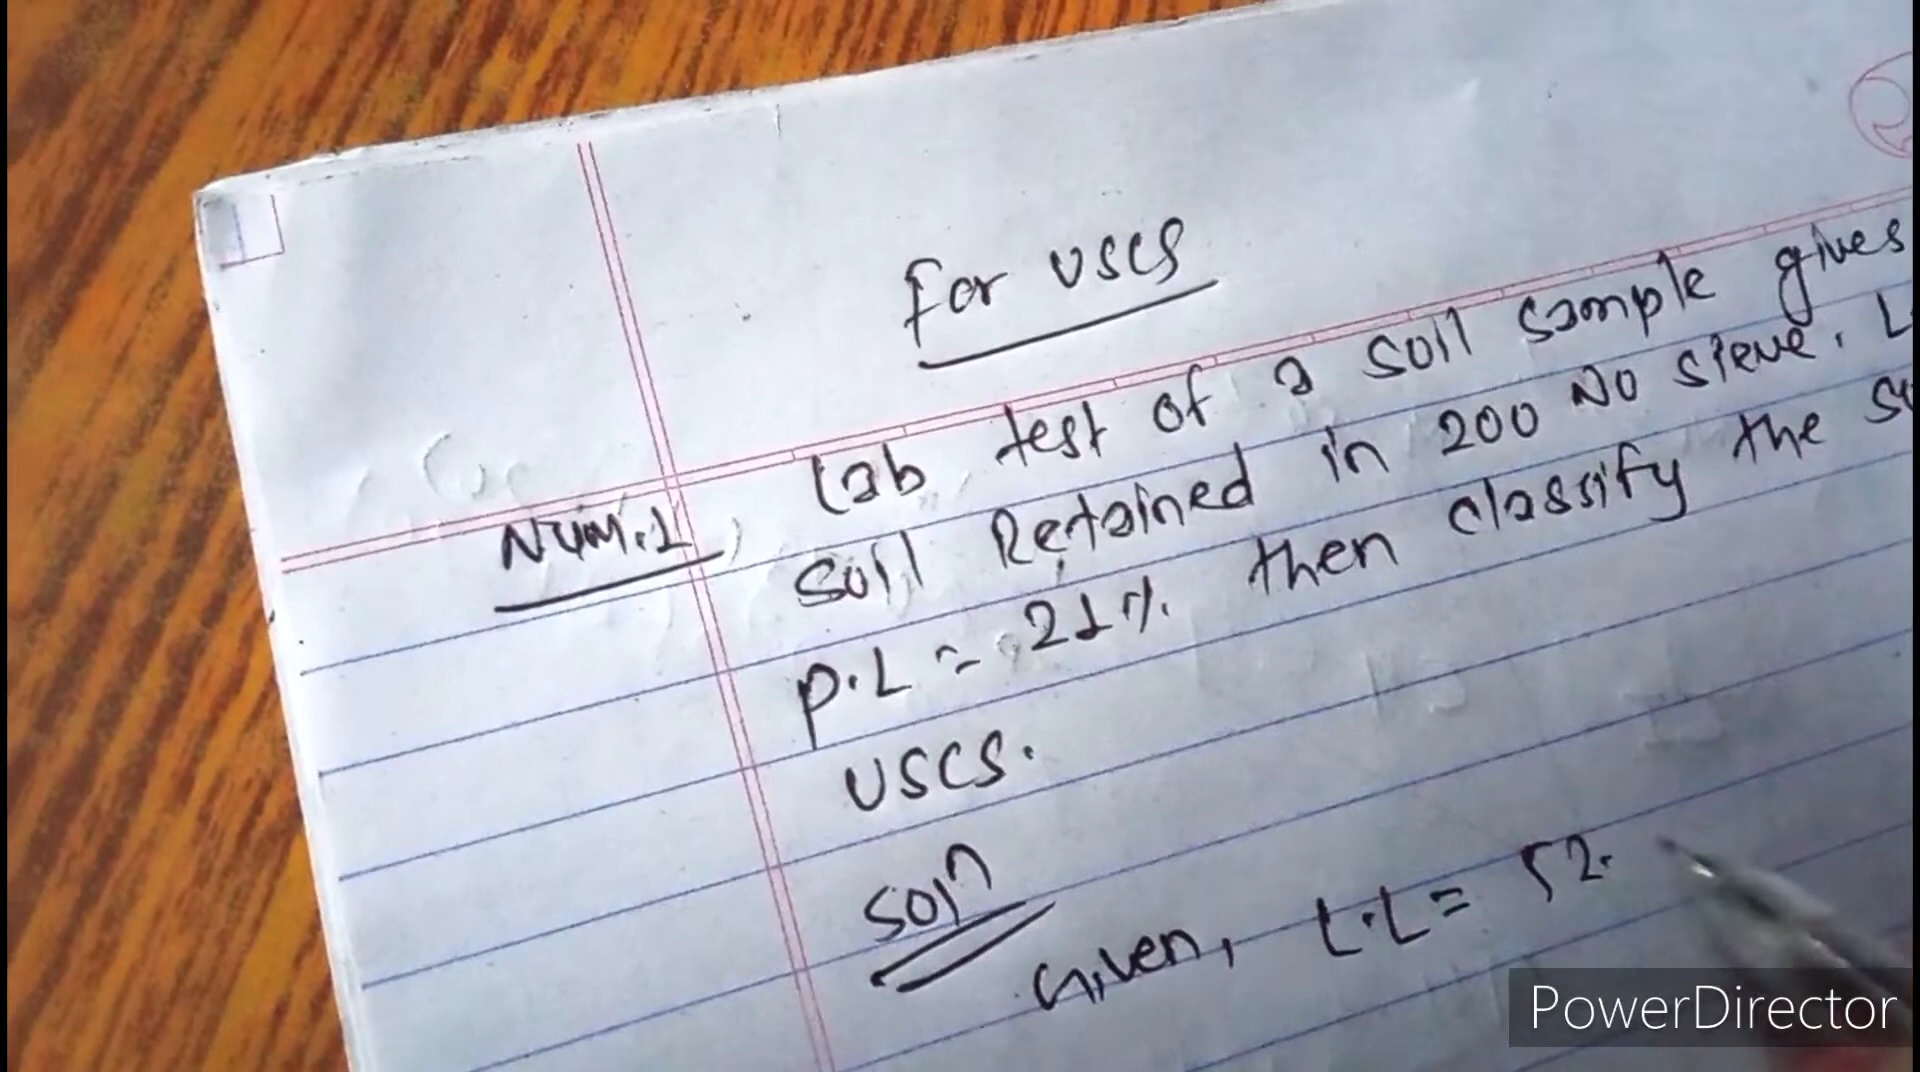 For USCS
Num.1) Lab test of a soil sample gives
soil Retained in 200 No sieve. L
P.L = 21%. then classify the so
USCS.
Soln
Given, L.L = 52.
PowerDirector